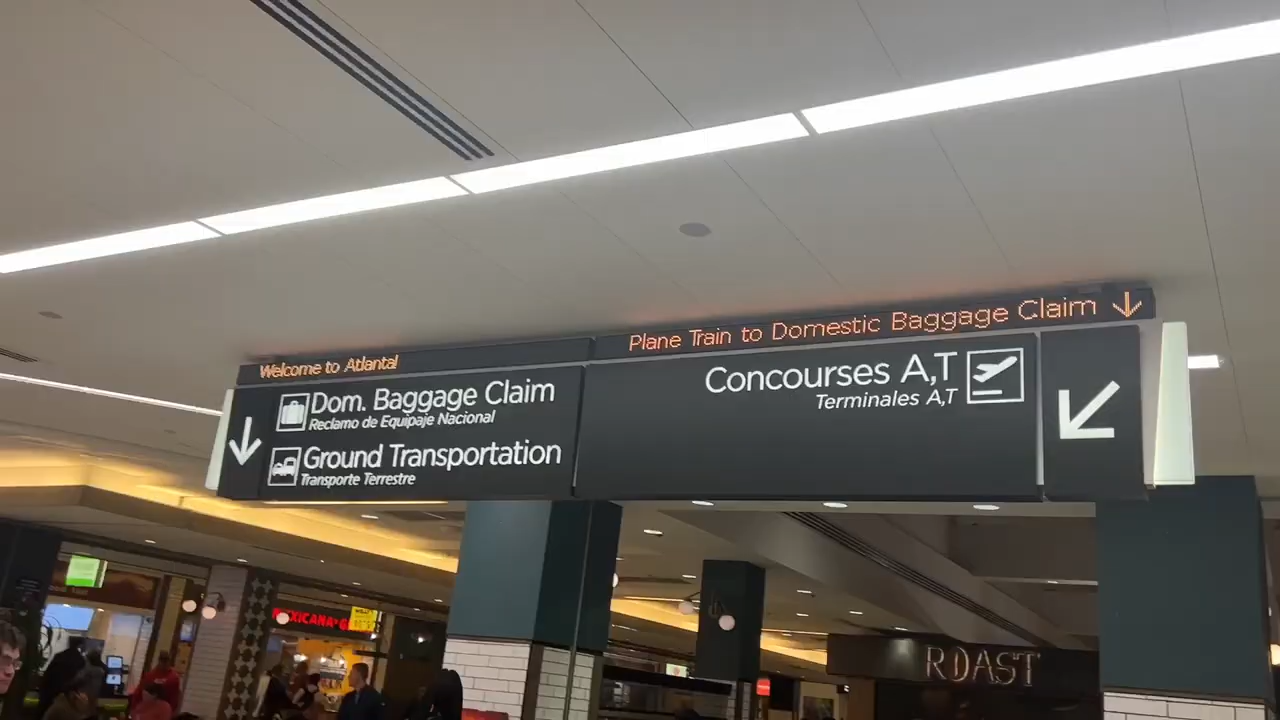 Welcome to Atlanta!
Plane Train to Domestic Baggage Claim ↓
Dom. Baggage Claim
Reclamo de Equipaje Nacional
Ground Transportation
Transporte Terrestre
Concourses A,T
Terminales A,T
ROAST